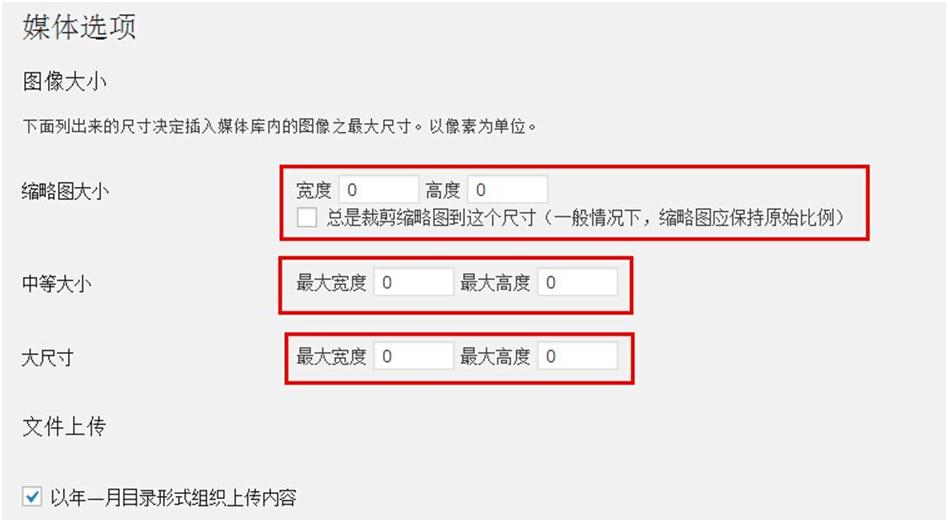 媒体选项
图像大小
下面列出来的尺寸决定插入媒体库内的图像之最大尺寸。以像素为单位。
缩略图大小 宽度 0 高度 0
总是裁剪缩略图到这个尺寸（一般情况下，缩略图应保持原始比例）
中等大小 最大宽度 0 最大高度 0
大尺寸 最大宽度 0 最大高度 0
文件上传
以年—月目录形式组织上传内容